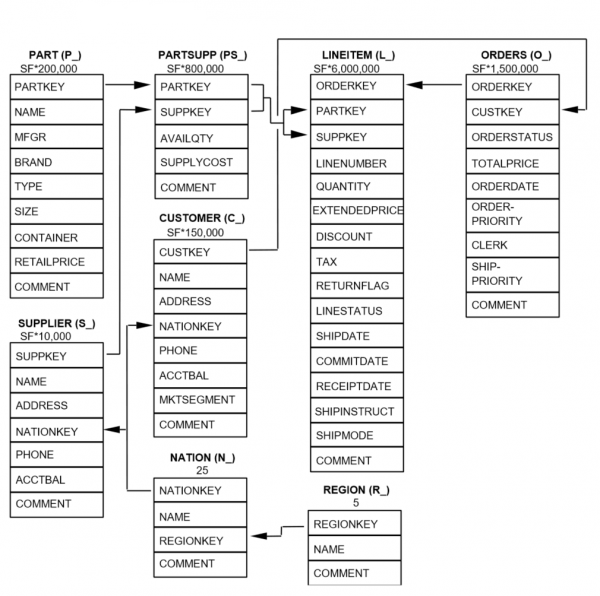 PART (P_)
SF*200,000
PARTKEY
NAME
MFGR
BRAND
TYPE
SIZE
CONTAINER
RETAILPRICE
COMMENT
SUPPLIER (S_)
SF*10,000
SUPPKEY
NAME
ADDRESS
NATIONKEY
PHONE
ACCTBAL
COMMENT
PARTSUPP (PS_)
SF*800,000
PARTKEY
SUPPKEY
AVAILQTY
SUPPLYCOST
COMMENT
CUSTOMER (C_)
SF*150,000
CUSTKEY
NAME
ADDRESS
NATIONKEY
PHONE
ACCTBAL
MKTSEGMENT
COMMENT
NATION (N_)
25
NATIONKEY
NAME
REGIONKEY
COMMENT
LINEITEM (L_)
SF*6,000,000
ORDERKEY
PARTKEY
SUPPKEY
LINENUMBER
QUANTITY
EXTENDEDPRICE
DISCOUNT
TAX
RETURNFLAG
LINESTATUS
SHIPDATE
COMMITDATE
RECEIPTDATE
SHIPINSTRUCT
SHIPMODE
COMMENT
REGION (R_)
5
REGIONKEY
NAME
COMMENT
ORDERS (O_)
SF*1,500,000
ORDERKEY
CUSTKEY
ORDERSTATUS
TOTALPRICE
ORDERDATE
ORDER-
PRIORITY
CLERK
SHIP-
PRIORITY
COMMENT